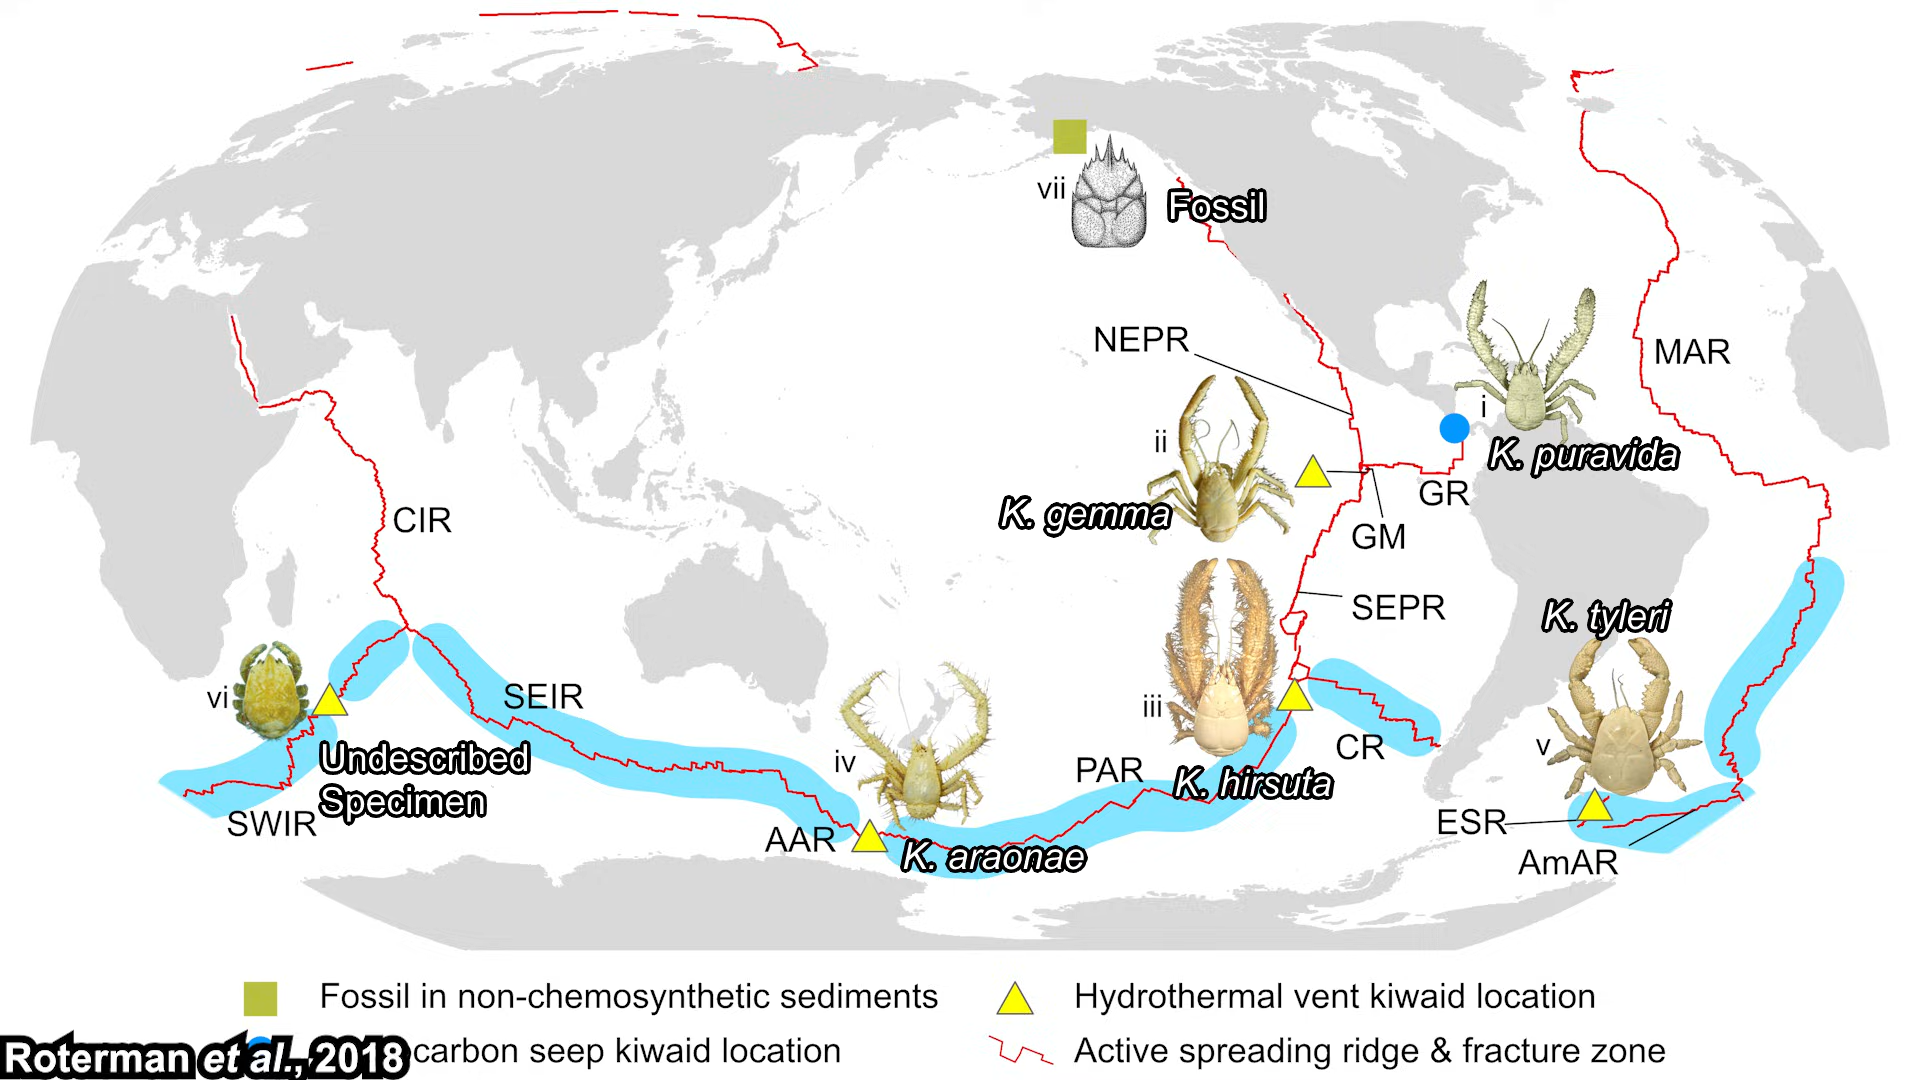 vii
Fossil
NEPR
MAR
i
ii
K. puravida
GR
K. gemma
CIR
GM
SEPR
K. tyleri
vi
SEIR
iii
iv
CR
v
Undescribed
Specimen
PAR
K. hirsuta
SWIR
AAR
K. araonae
ESR
AmAR
Fossil in non-chemosynthetic sediments
Hydrothermal vent kiwaid location
carbon seep kiwaid location
Active spreading ridge & fracture zone
Roterman et al., 2018